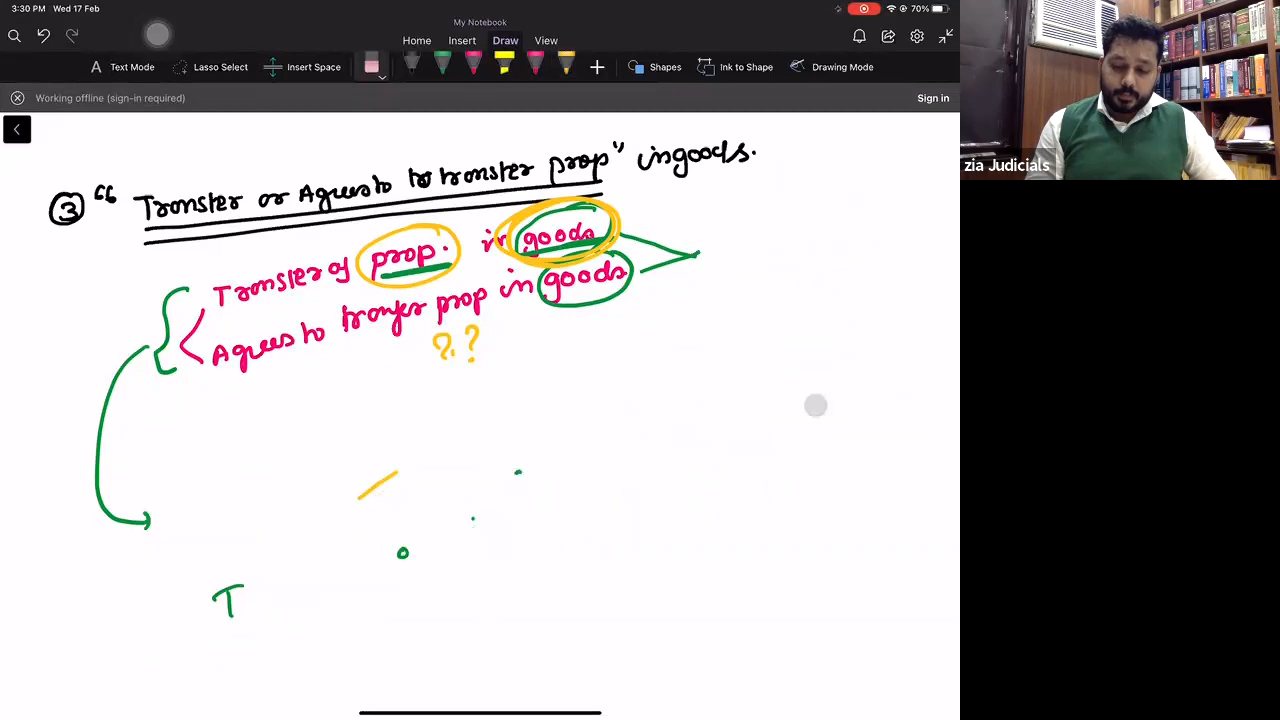 3:30 PM Wed 17 Feb
70%
My Notebook
Home Insert Draw View
Text Mode Lasso Select Insert Space Shapes Ink to Shape Drawing Mode
Working offline (sign-in required) Sign in
zia Judicials
③ "Transfer or Agrees to to transfer prop" in goods.
Transfer of prop. in goods
Agrees to transfer prop in goods
? ?
T